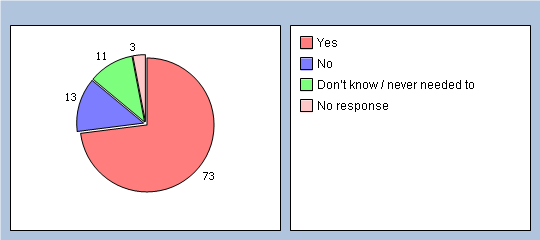 3
11
13
73
Yes
No
Don't know / never needed to
No response